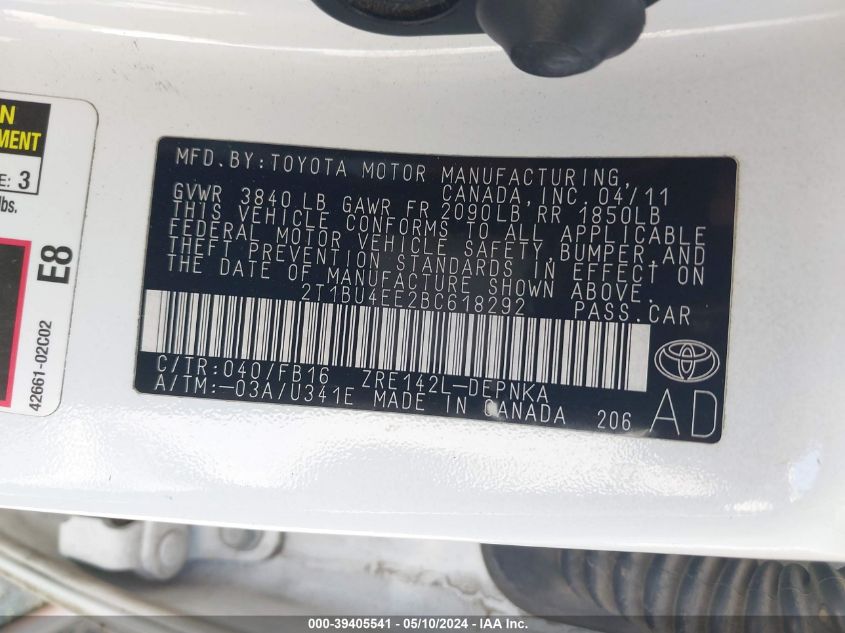 N
MENT
E: 3
lbs.
E8
42661-02C02
MFD. BY: TOYOTA MOTOR MANUFACTURING,
CANADA, INC. 04/11
GVWR 3840 LB GAWR FR 2090LB RR 1850LB
THIS VEHICLE CONFORMS TO ALL APPLICABLE
FEDERAL MOTOR VEHICLE SAFETY, BUMPER, AND
THEFT PREVENTION STANDARDS IN EFFECT ON
THE DATE OF MANUFACTURE SHOWN ABOVE.
2T1BU4EE2BC618292 PASS. CAR
C/TR: 040/FB16 ZRE142L-DEPNKA
A/TM: -03A/U341E MADE IN CANADA 206
AD
000-39405541 - 05/10/2024 - IAA Inc.